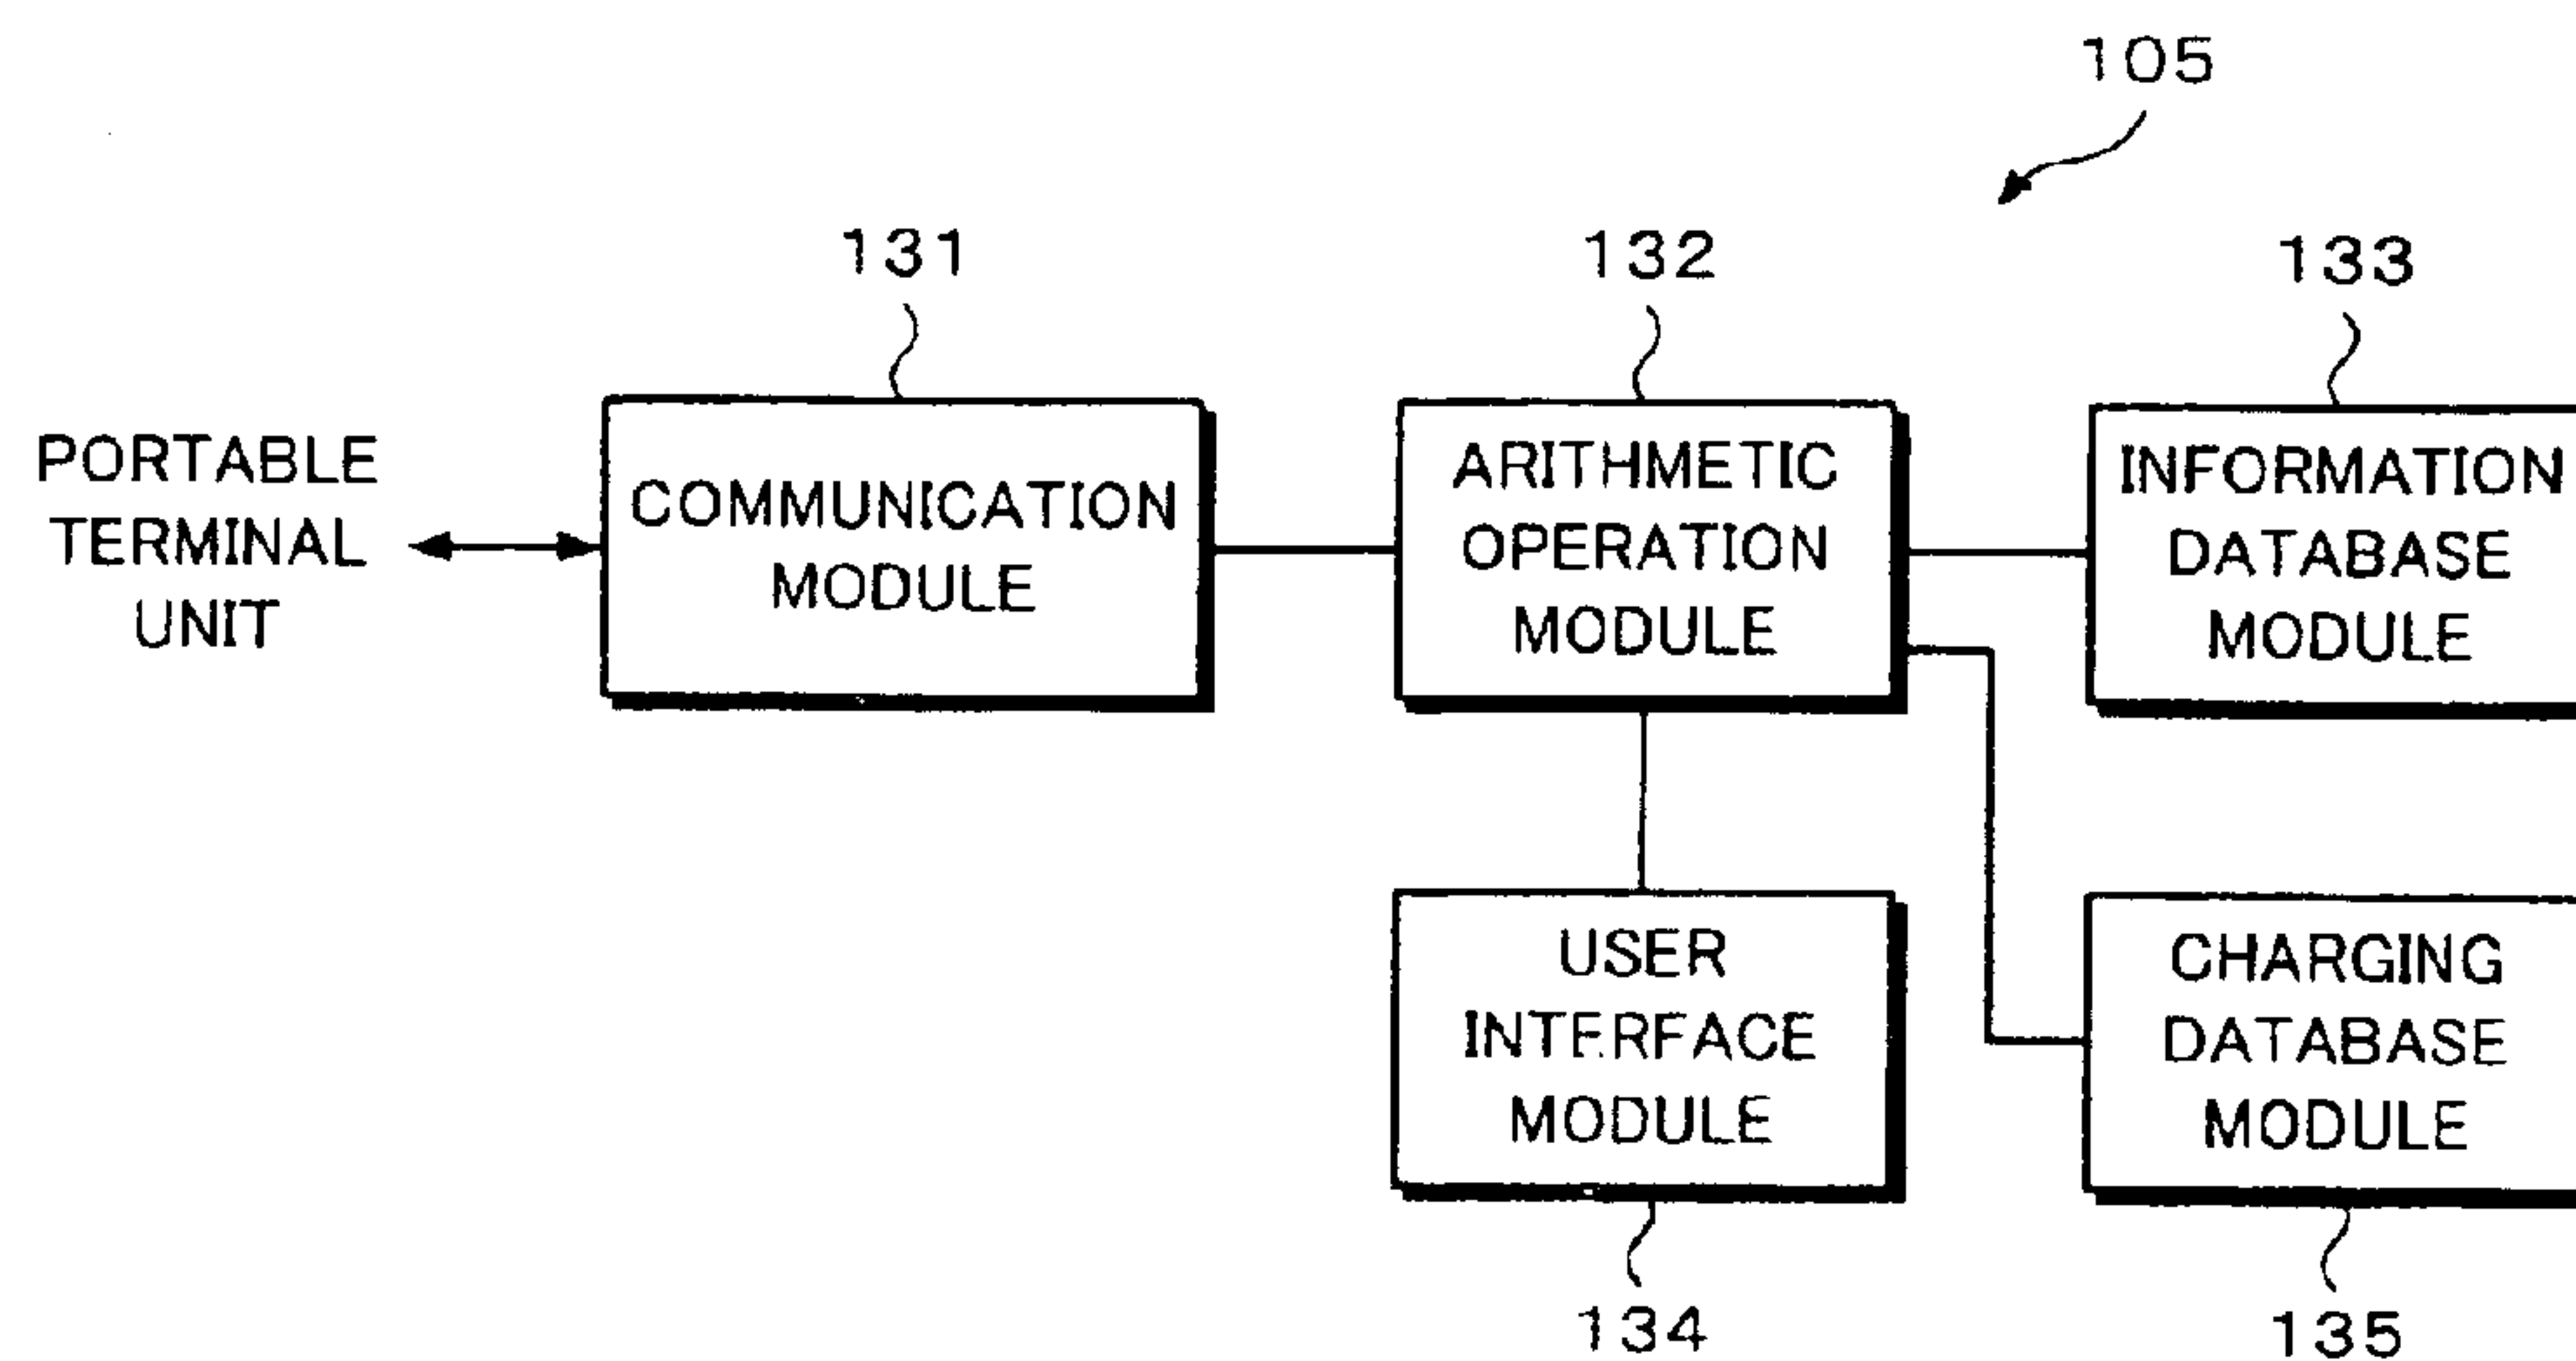 105
131
132
133
PORTABLE
TERMINAL
UNIT
COMMUNICATION
MODULE
ARITHMETIC
OPERATION
MODULE
INFORMATION
DATABASE
MODULE
USER
INTERFACE
MODULE
CHARGING
DATABASE
MODULE
134
135